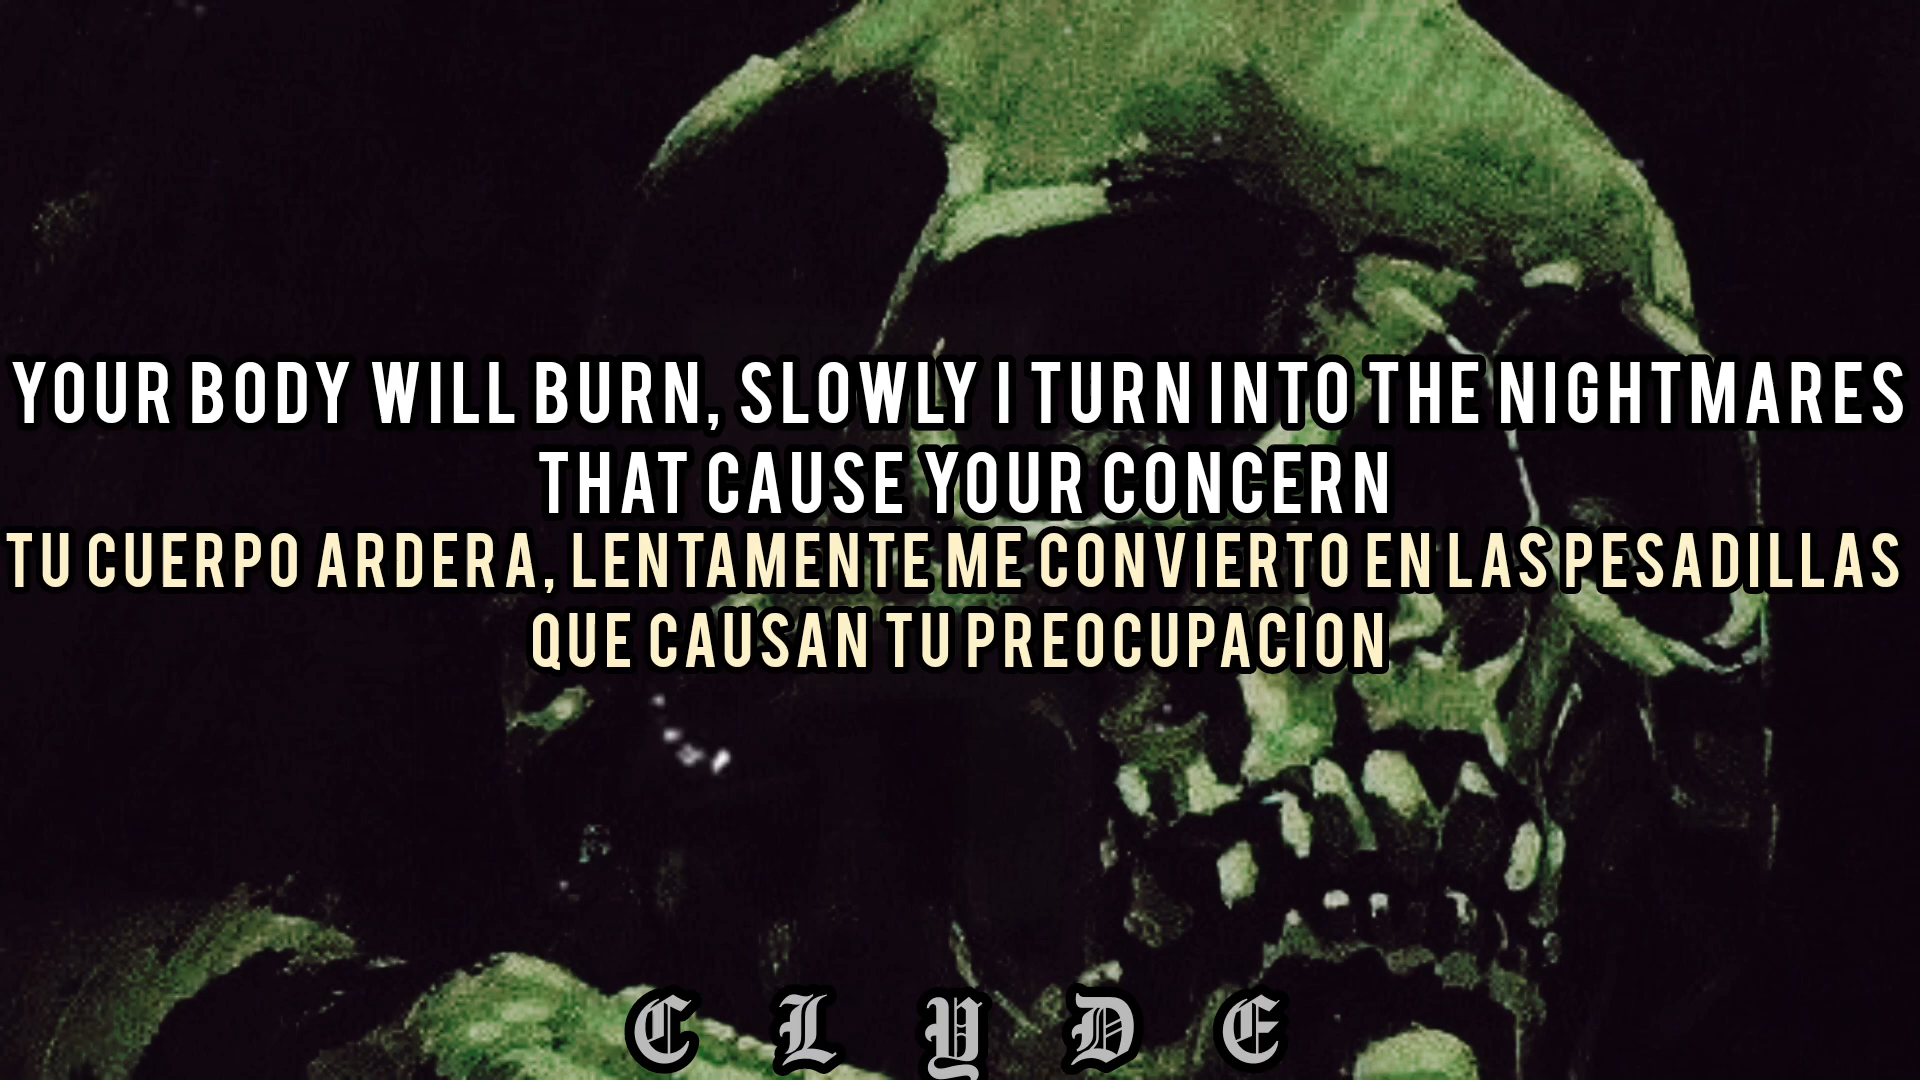 YOUR BODY WILL BURN, SLOWLY I TURN INTO THE NIGHTMARES
THAT CAUSE YOUR CONCERN
TU CUERPO ARDERA, LENTAMENTE ME CONVIERTO EN LAS PESADILLAS
QUE CAUSAN TU PREOCUPACION
CLYDE